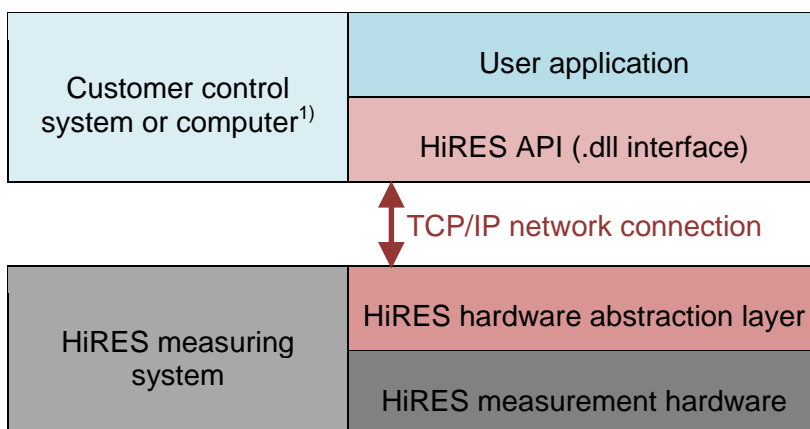 Customer control
system or computer1)
User application
HiRES API (.dll interface)
TCP/IP network connection
HiRES measuring
system
HiRES hardware abstraction layer
HiRES measurement hardware